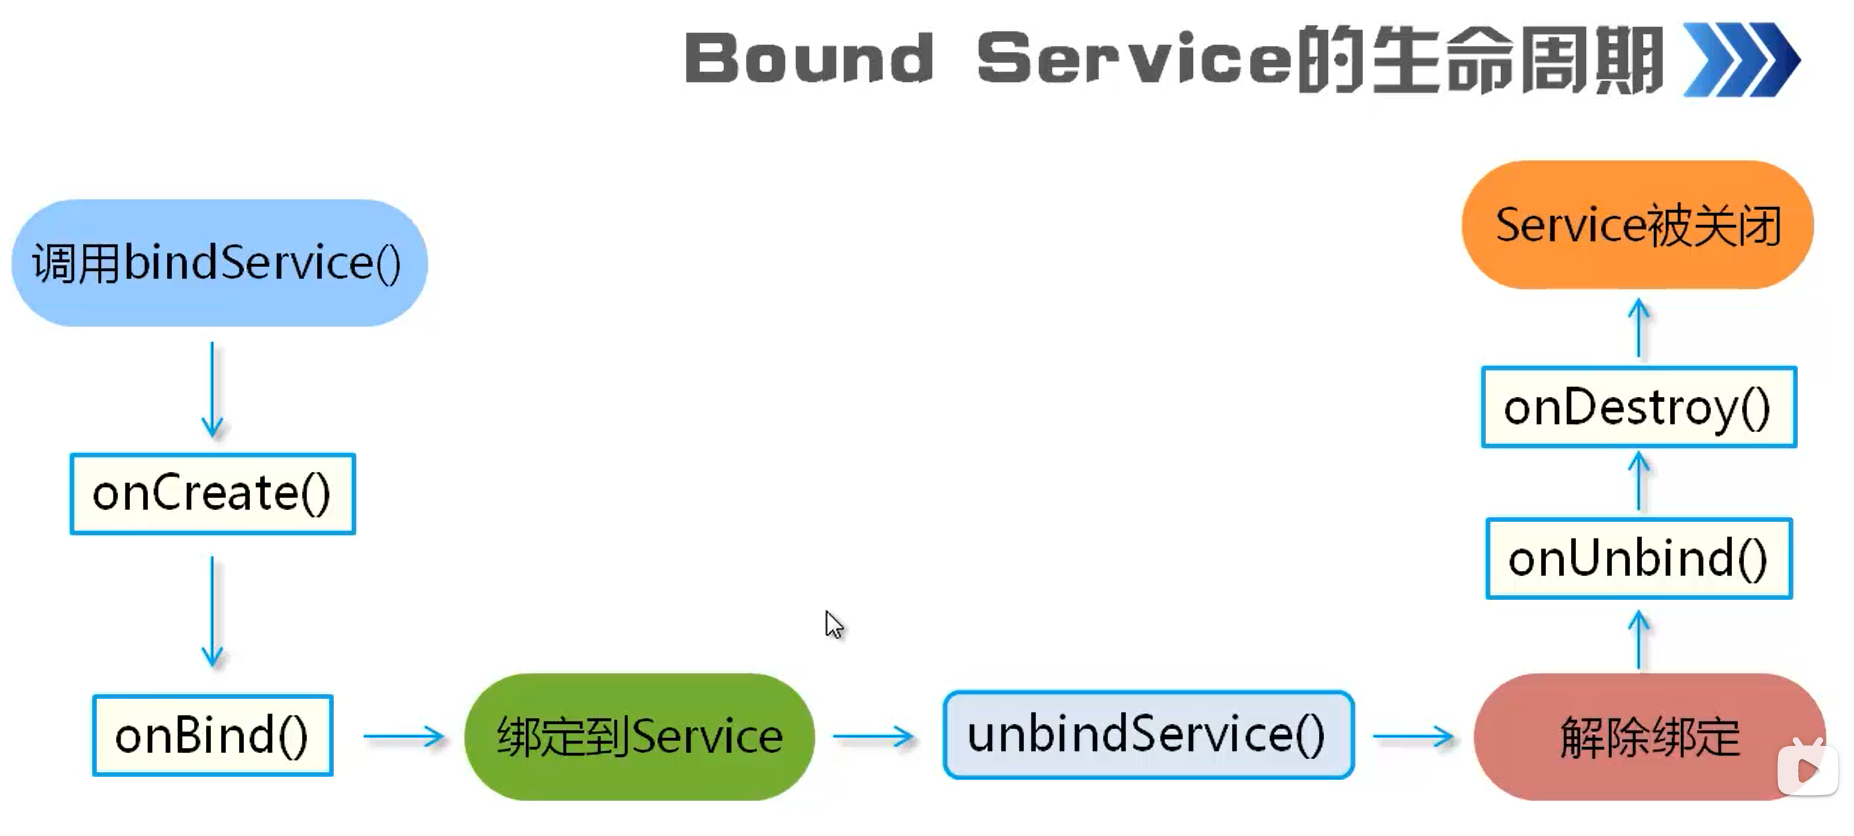 Bound Service的生命周期
调用bindService()
onCreate()
onBind()
绑定到Service
unbindService()
解除绑定
onUnbind()
onDestroy()
Service被关闭